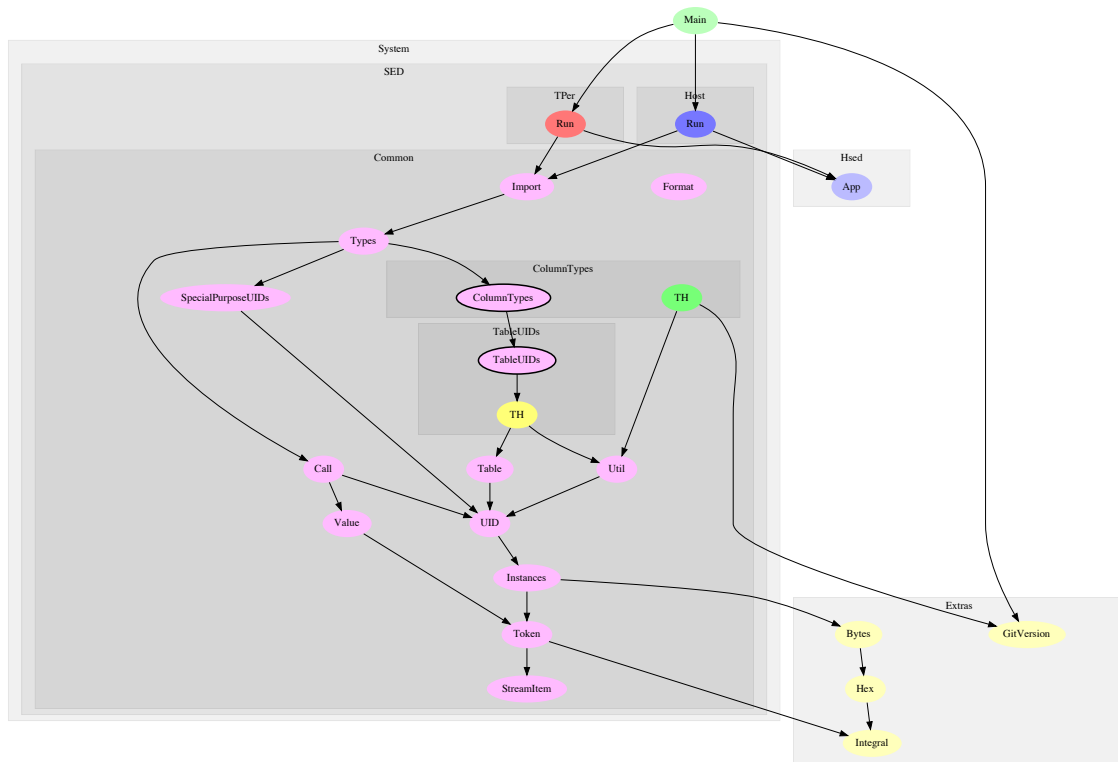 Main
System
SED
TPer
Host
Run
Run
Common
Hsed
Import
Format
App
Types
ColumnTypes
SpecialPurposeUIDs
ColumnTypes
TH
TableUIDs
TableUIDs
TH
Call
Table
Util
Value
UID
Instances
Extras
Token
Bytes
GitVersion
StreamItem
Hex
Integral